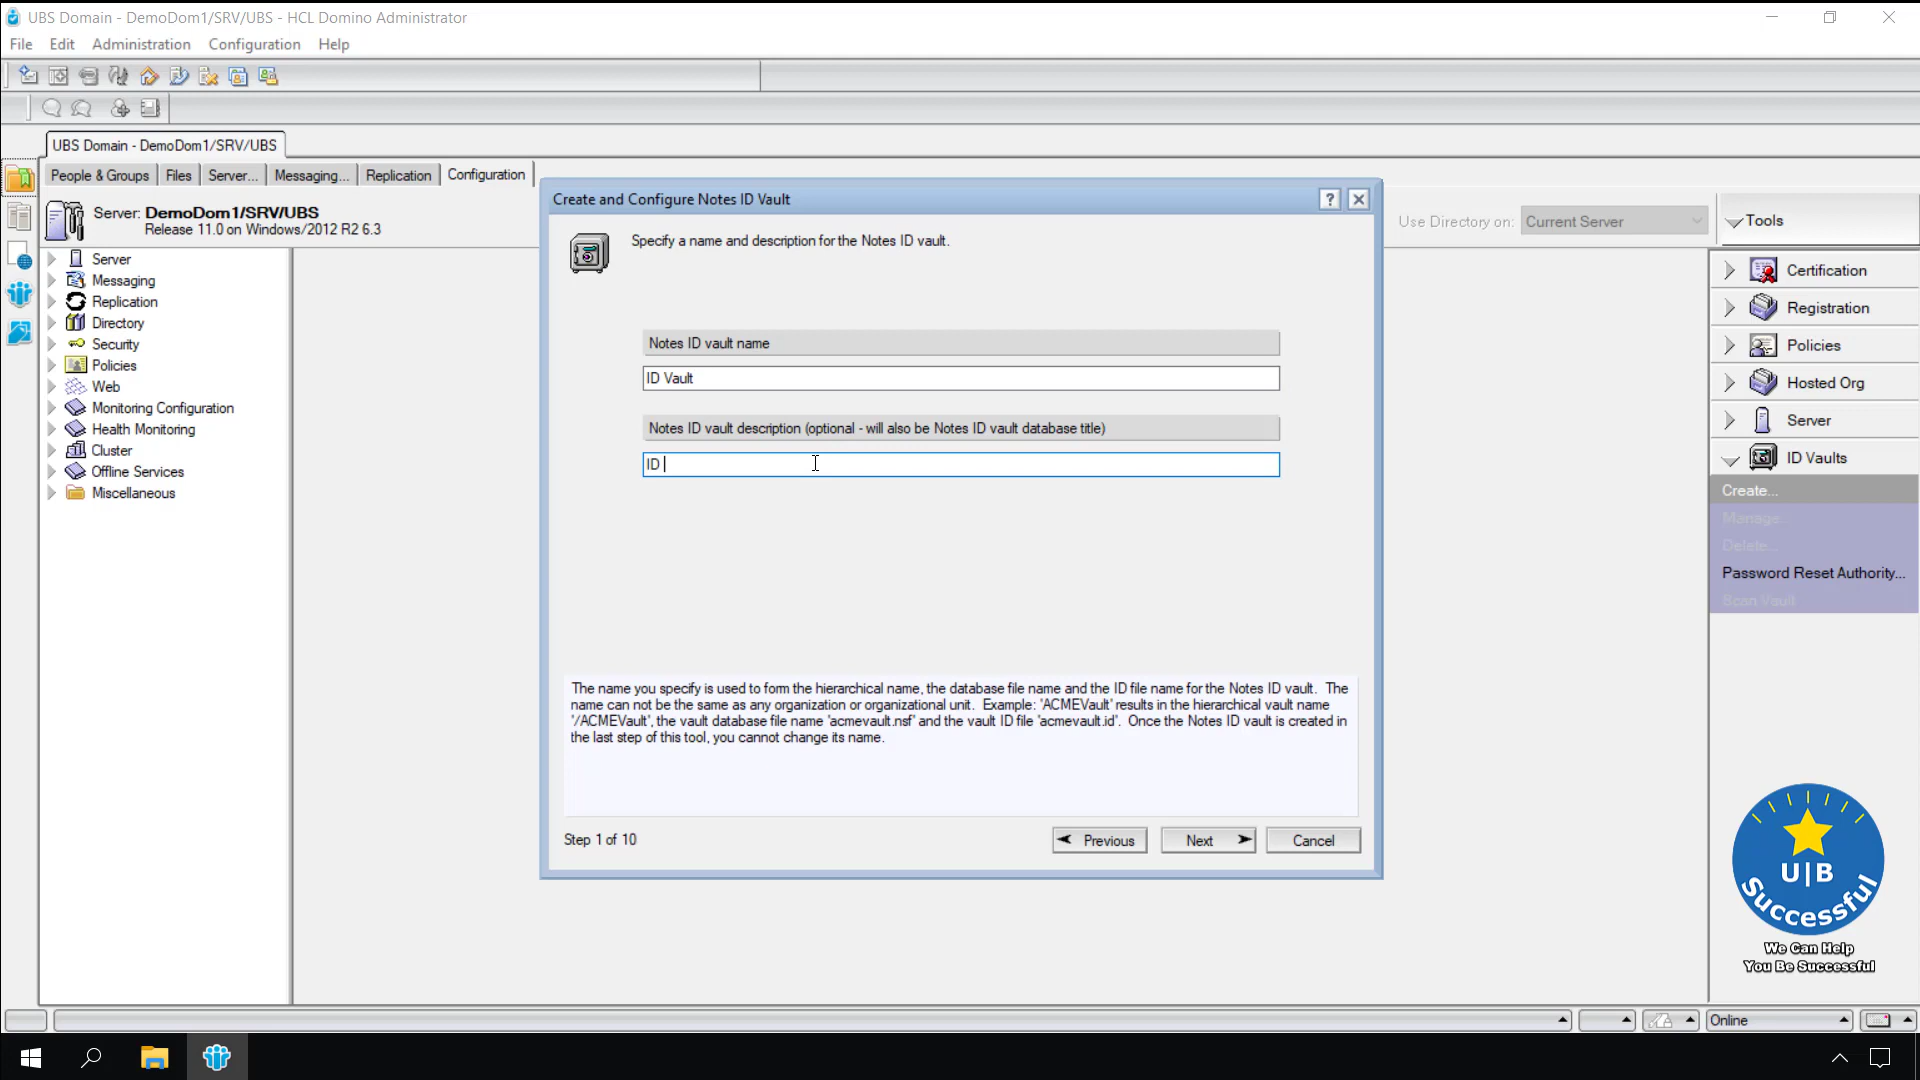 UBS Domain - DemoDom1/SRV/UBS - HCL Domino Administrator
File Edit Administration Configuration Help
UBS Domain - DemoDom1/SRV/UBS
People & Groups Files Server... Messaging... Replication Configuration
Server: DemoDom1/SRV/UBS
Release 11.0 on Windows/2012 R2 6.3
Use Directory on: Current Server
Tools
Server
Messaging
Replication
Directory
Security
Policies
Web
Monitoring Configuration
Health Monitoring
Cluster
Offline Services
Miscellaneous
Create and Configure Notes ID Vault
Specify a name and description for the Notes ID vault.
Notes ID vault name
ID Vault
Notes ID vault description (optional - will also be Notes ID vault database title)
ID
The name you specify is used to form the hierarchical name, the database file name and the ID file name for the Notes ID vault. The
name can not be the same as any organization or organizational unit. Example: 'ACMEVault' results in the hierarchical vault name
'/ACMEVault', the vault database file name 'acmevault.nsf' and the vault ID file 'acmevault.id'. Once the Notes ID vault is created in
the last step of this tool, you cannot change its name.
Step 1 of 10
Previous Next Cancel
Certification
Registration
Policies
Hosted Org
Server
ID Vaults
Create...
Manage...
Delete...
Password Reset Authority...
Scan Vault
U|B
Successful
We Can Help
You Be Successful
Online